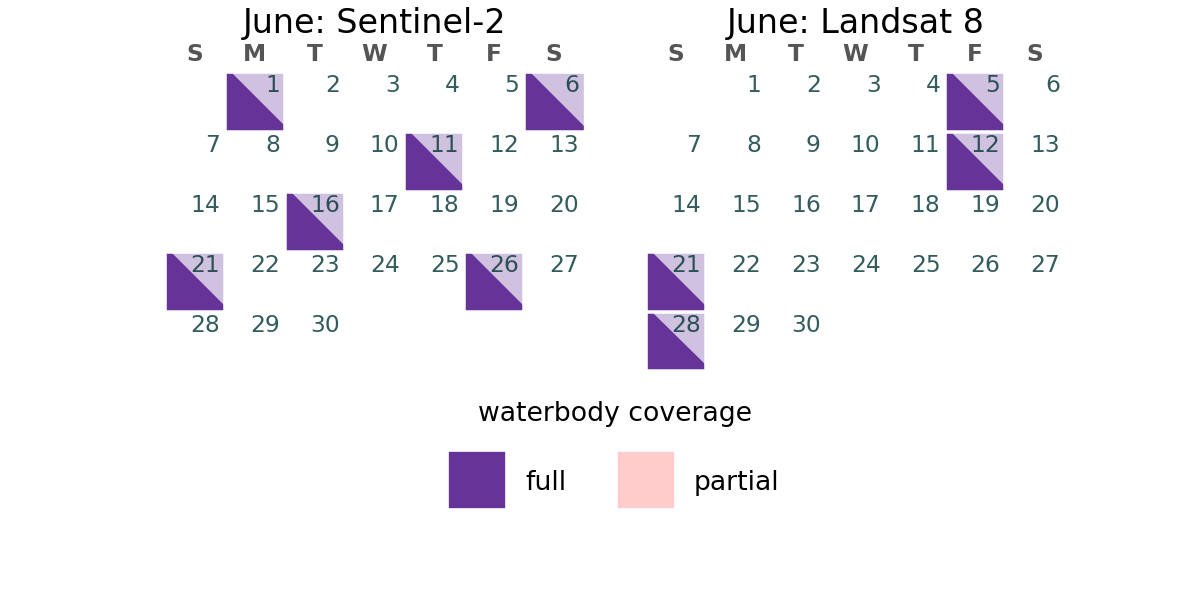 June: Sentinel-2
S M T W T F S
1 2 3 4 5 6
7 8 9 10 11 12 13
14 15 16 17 18 19 20
21 22 23 24 25 26 27
28 29 30
June: Landsat 8
S M T W T F S
1 2 3 4 5 6
7 8 9 10 11 12 13
14 15 16 17 18 19 20
21 22 23 24 25 26 27
28 29 30
waterbody coverage
full partial